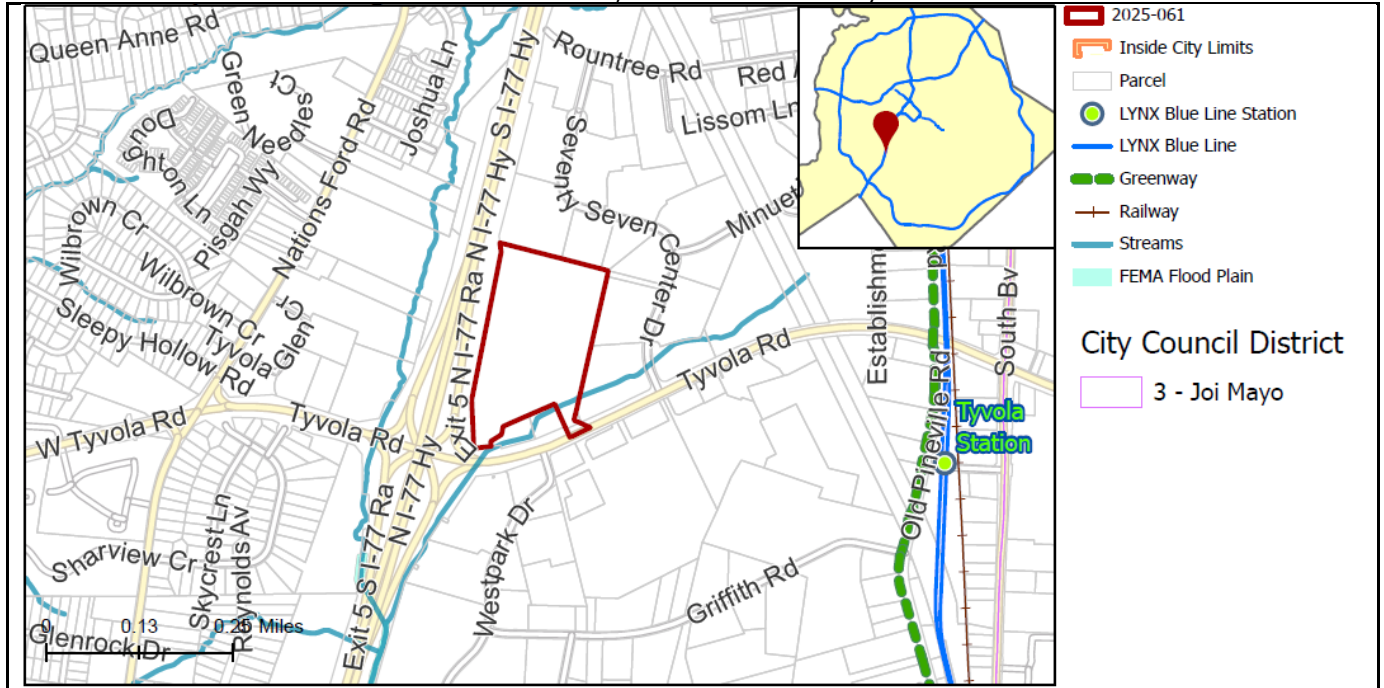 Queen Anne Rd
Green Needles Ct
Joshua Ln
S I-77 Hy
N I-77 Hy
Rountree Rd
Red
Lissom Ln
Doughton Ln
Pisgah Wy
Nations Ford Rd
Seventy Seven Center Dr
Minuet
Wilbrown Cr
Wilbrown Cr
Sleepy Hollow Rd
Tyvola Glen Cr
Exit 5 N I-77 Ra
Tyvola Rd
Establishm
Old Pineville Rd
South Bv
W Tyvola Rd
Tyvola Rd
Tyvola
Station
N I-77 Hy
Exit 5 S I-77 Ra
Westpark Dr
Griffith Rd
Skycrest Ln
Reynolds Av
Sharview Cr
Glenrock Dr
0 0.13 0.25 Miles
2025-061
Inside City Limits
Parcel
LYNX Blue Line Station
LYNX Blue Line
Greenway
Railway
Streams
FEMA Flood Plain
City Council District
3 - Joi Mayo